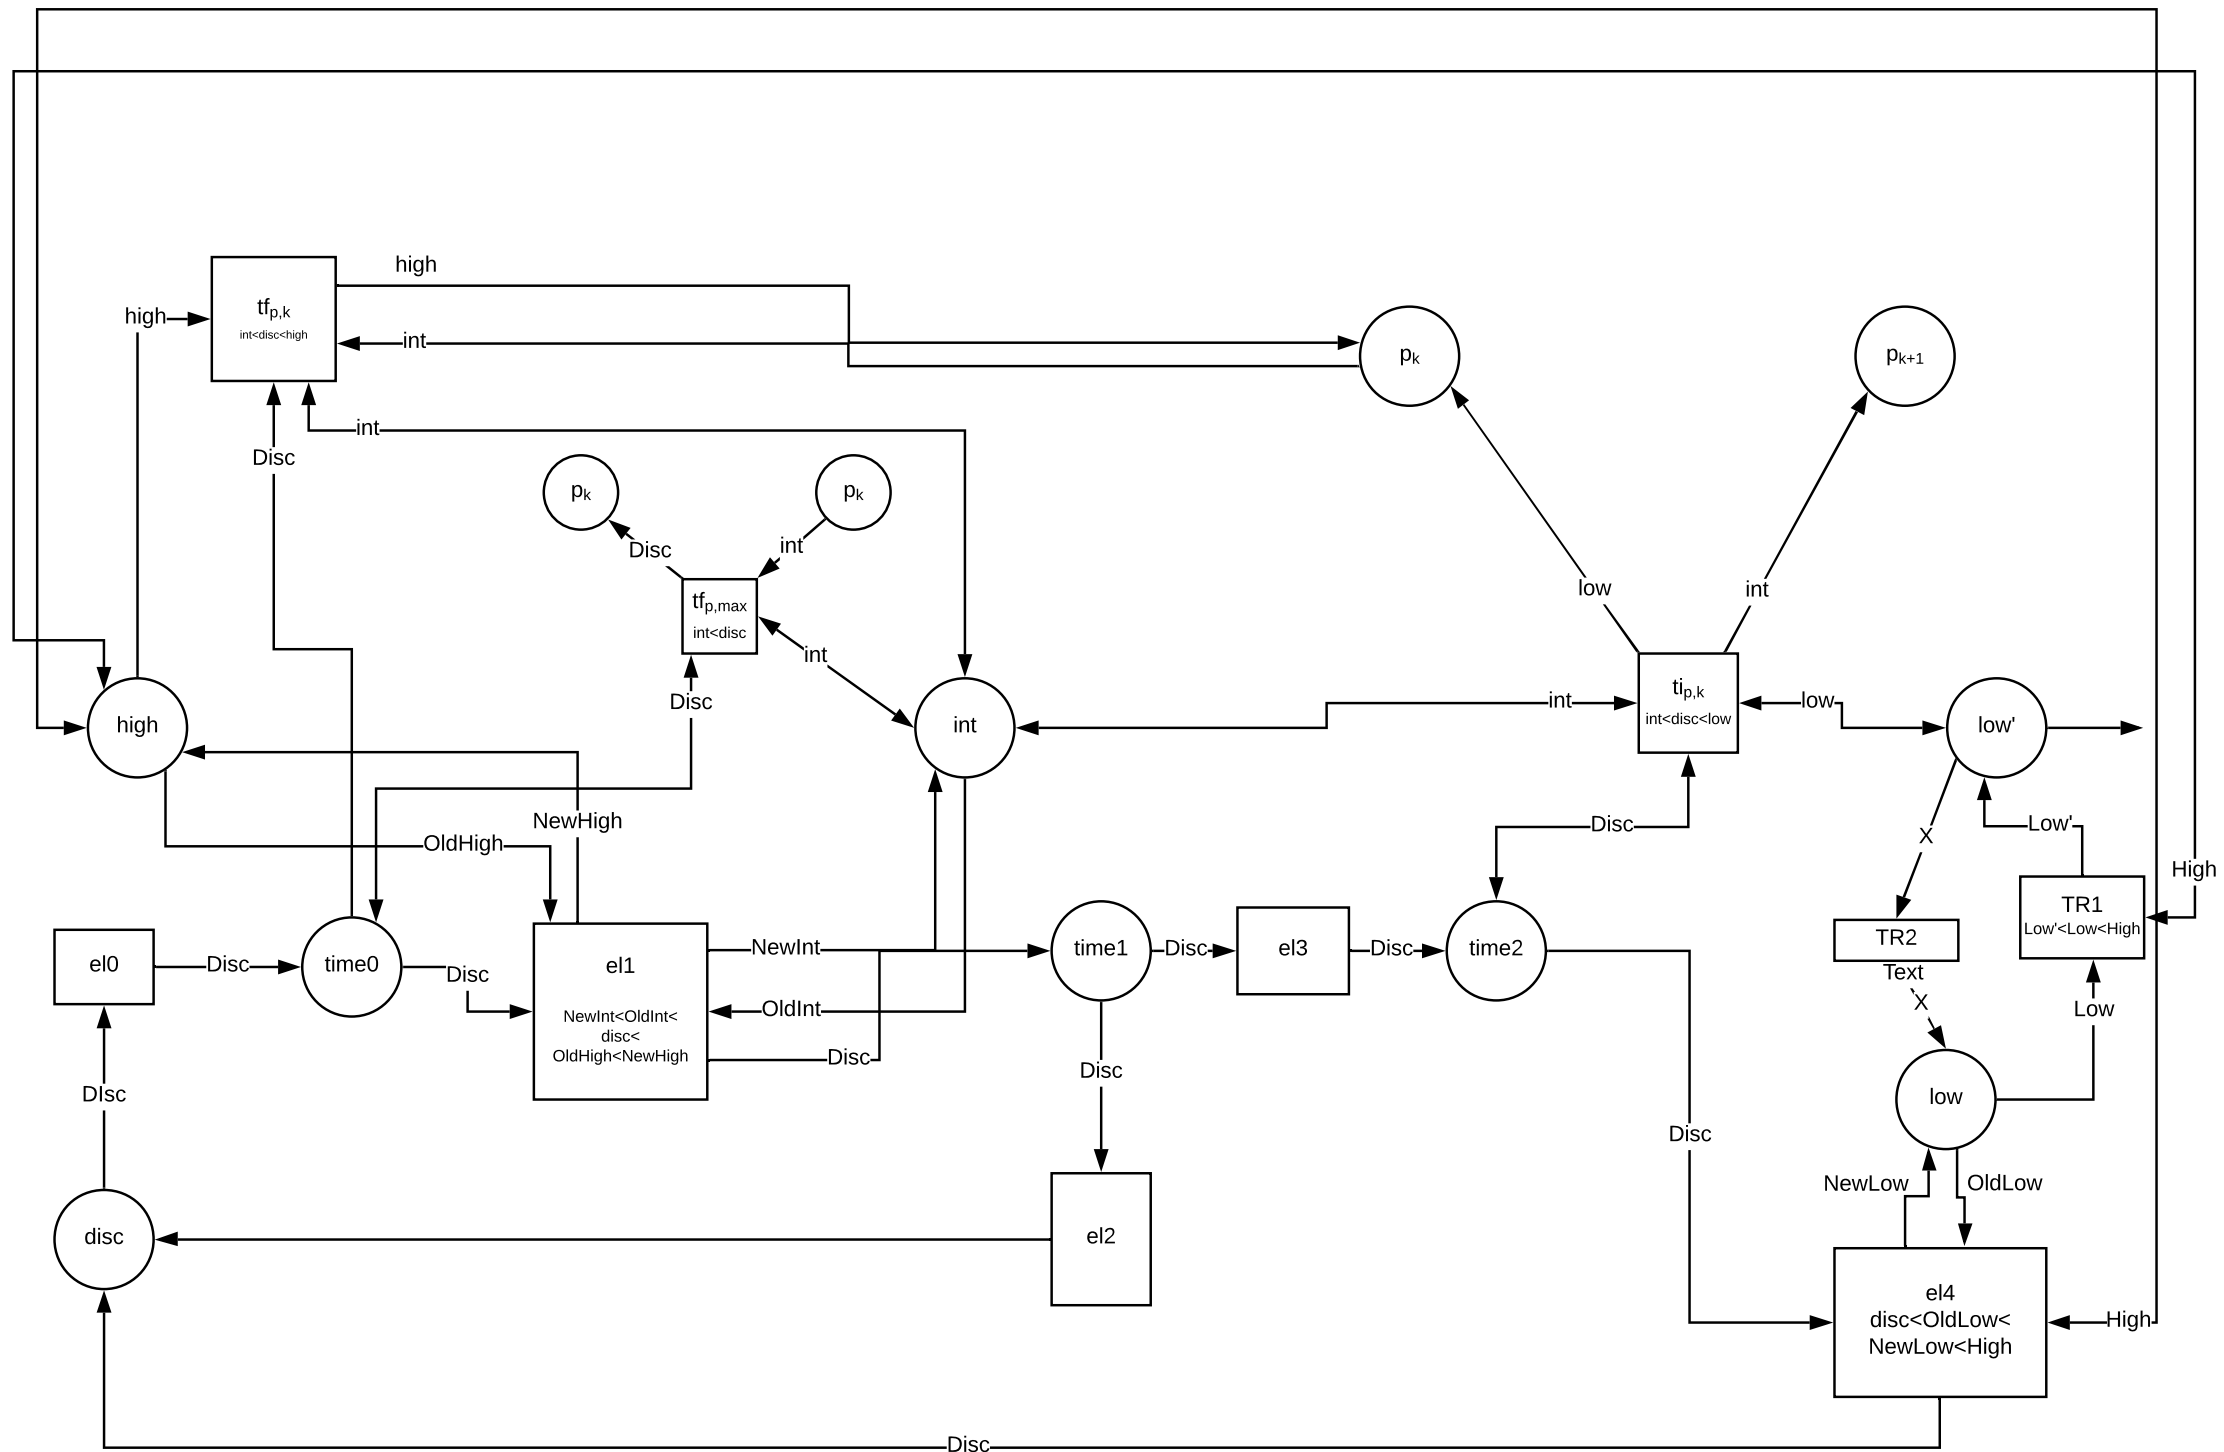 high
high
tfp,k
int<disc<high
int
pk
pk+1
int
Disc
pk
pk
Disc
int
tfp,max
int<disc
low
int
int
Disc
tip,k
int<disc<low
int
low
high
int
low'
NewHigh
OldHigh
Disc
Low'
X
High
TR1
Low'<Low<High
TR2
el0
Disc
time0
Disc
el1
NewInt<OldInt<
disc<
OldHigh<NewHigh
NewInt
time1
Disc
el3
Disc
time2
Text
X
OldInt
Low
Disc
Disc
DIsc
low
Disc
NewLow
OldLow
disc
el2
el4
disc<OldLow<
NewLow<High
High
Disc